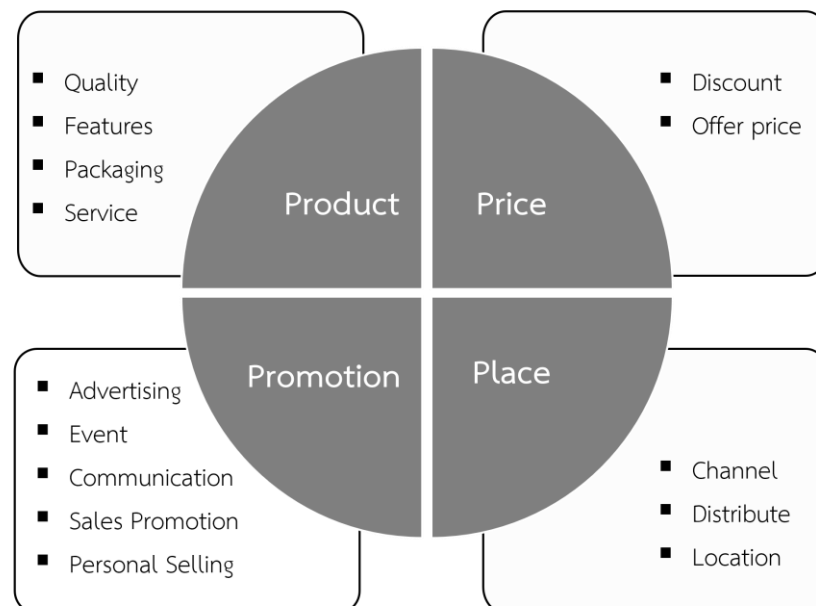 Quality
Features
Packaging
Service
Product
Discount
Offer price
Price
Advertising
Event
Communication
Sales Promotion
Personal Selling
Promotion
Channel
Distribute
Location
Place